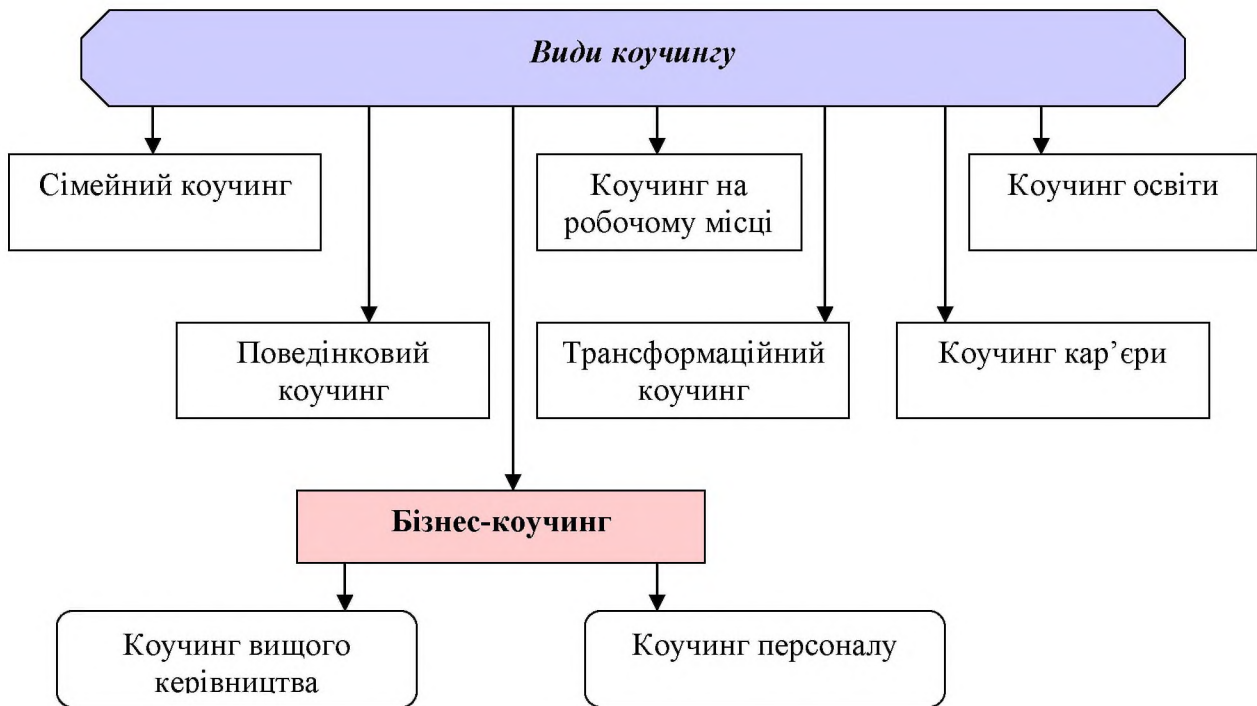 Види коучингу
Сімейний коучинг
Коучинг на
робочому місці
Коучинг освіти
Поведінковий
коучинг
Трансформаційний
коучинг
Коучинг кар’єри
Бізнес-коучинг
Коучинг вищого
керівництва
Коучинг персоналу